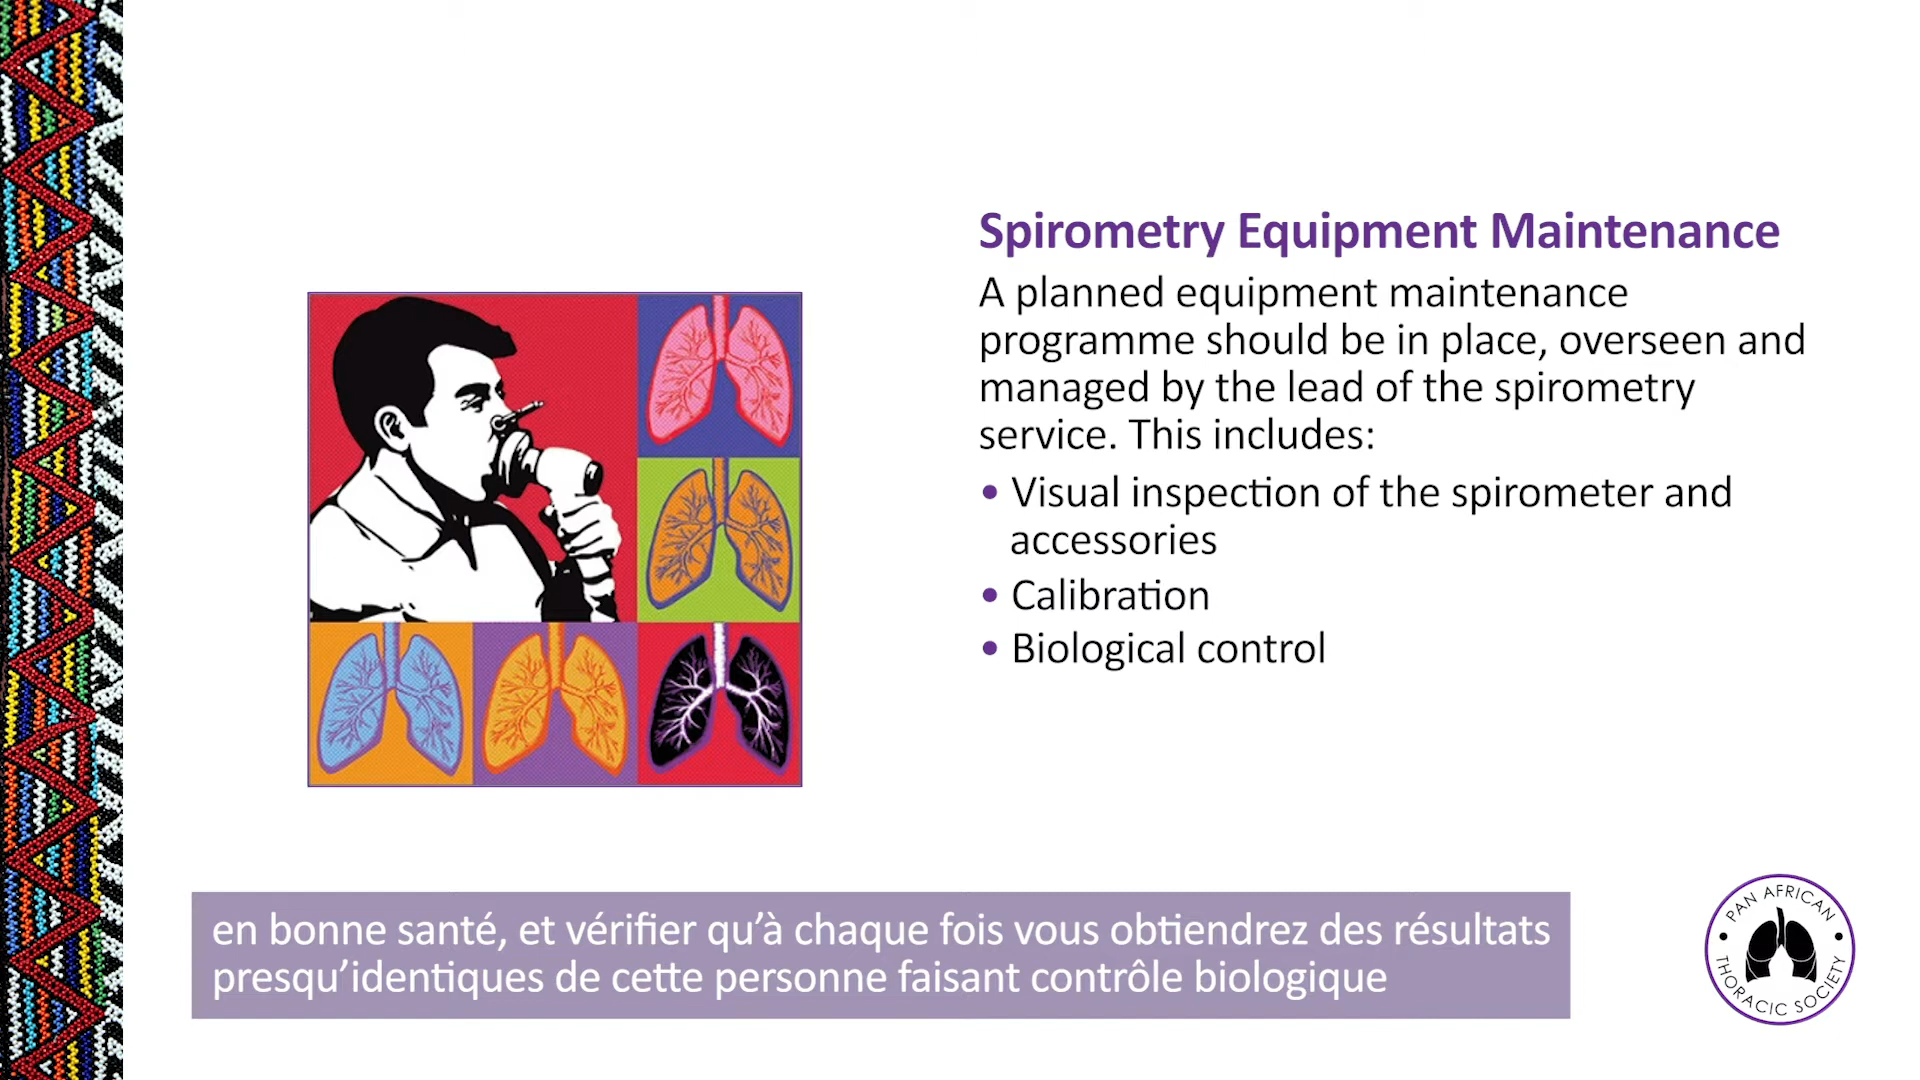 Spirometry Equipment Maintenance
A planned equipment maintenance
programme should be in place, overseen and
managed by the lead of the spirometry
service. This includes:
• Visual inspection of the spirometer and
accessories
• Calibration
• Biological control
en bonne santé, et vérifier qu’à chaque fois vous obtiendrez des résultats
presqu’identiques de cette personne faisant contrôle biologique
PAN AFRICAN
THORACIC SOCIETY